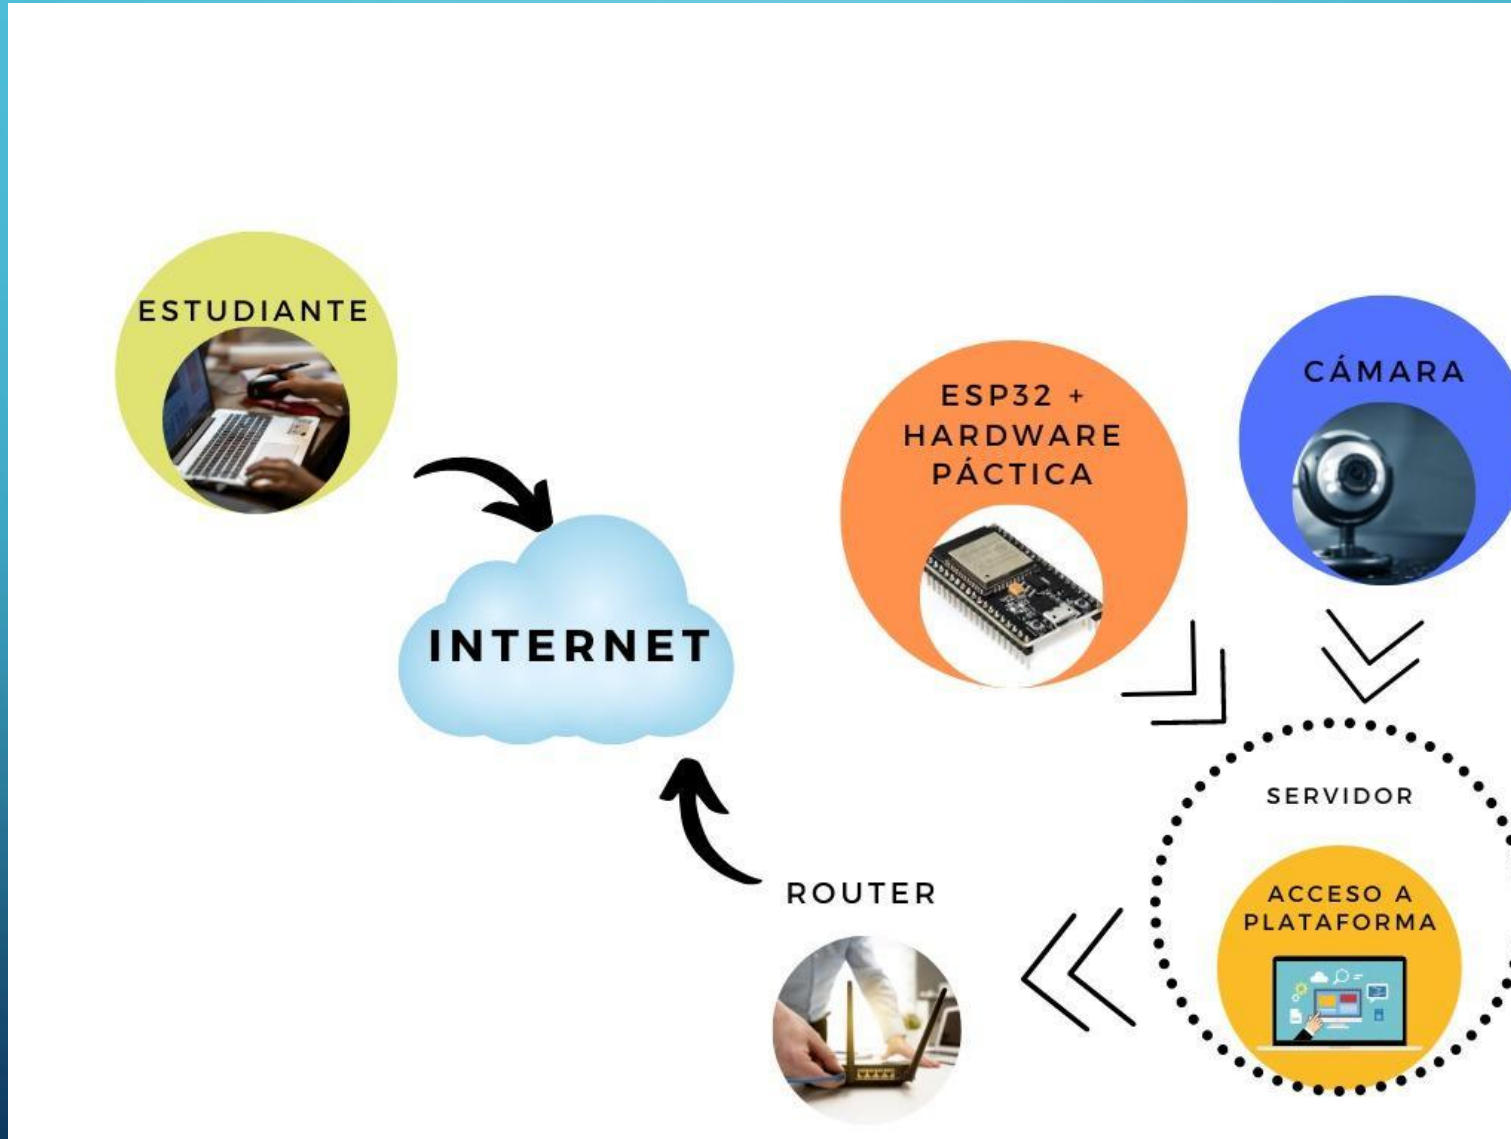 ESTUDIANTE
INTERNET
ESP32 +
HARDWARE
PÁCTICA
CÁMARA
SERVIDOR
ACCESO A
PLATAFORMA
ROUTER